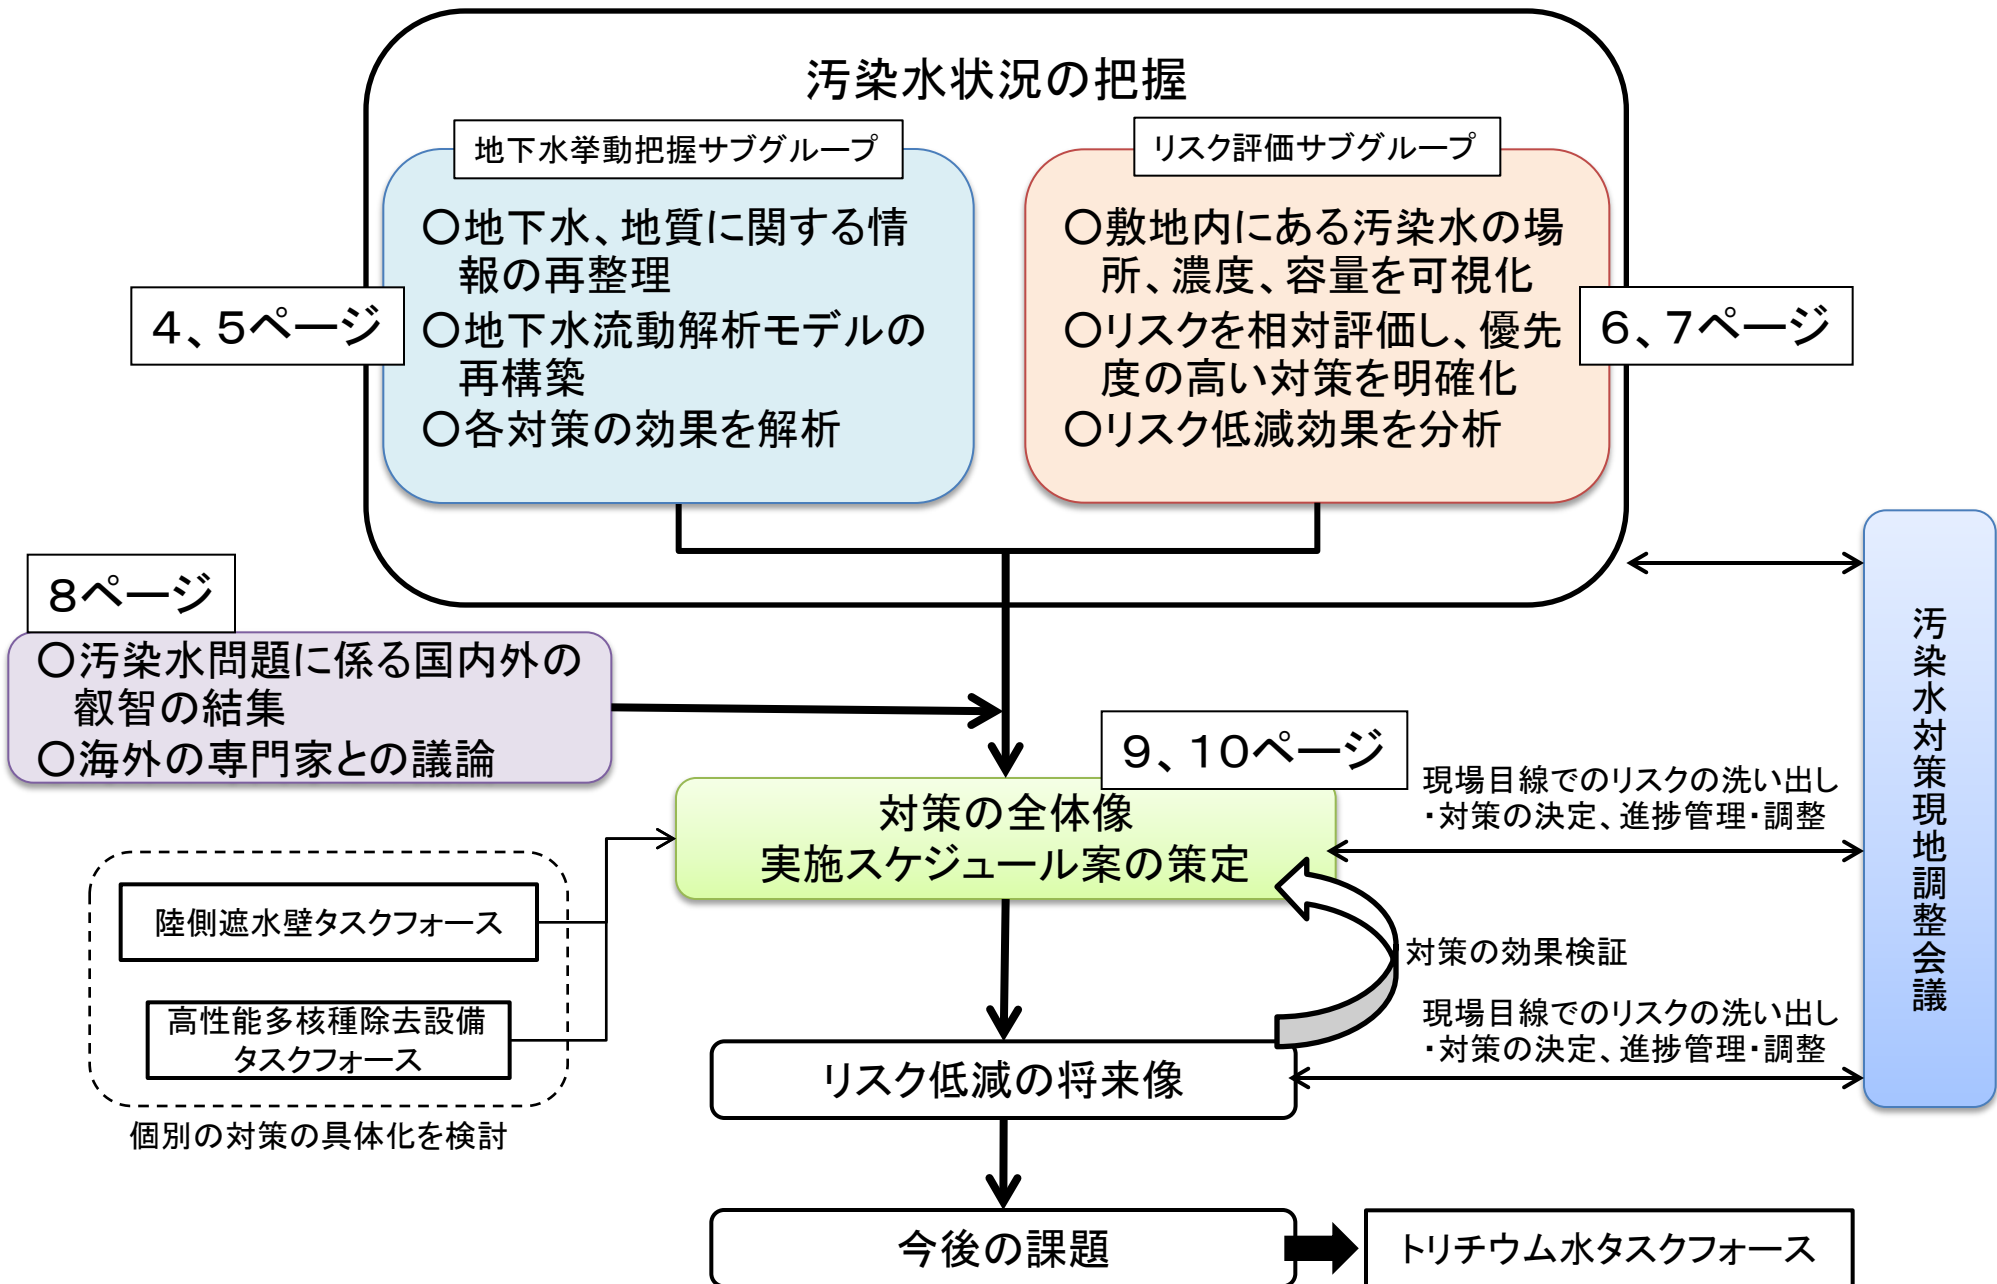 汚染水状況の把握
地下水挙動把握サブグループ
〇地下水、地質に関する情
報の再整理
〇地下水流動解析モデルの
再構築
〇各対策の効果を解析
4、5ページ
リスク評価サブグループ
〇敷地内にある汚染水の場
所、濃度、容量を可視化
〇リスクを相対評価し、優先
度の高い対策を明確化
〇リスク低減効果を分析
6、7ページ
8ページ
〇汚染水問題に係る国内外の
叡智の結集
〇海外の専門家との議論
9、10ページ
対策の全体像
実施スケジュール案の策定
現場目線でのリスクの洗い出し
・対策の決定、進捗管理・調整
汚染水対策現地調整会議
陸側遮水壁タスクフォース
高性能多核種除去設備
タスクフォース
個別の対策の具体化を検討
対策の効果検証
現場目線でのリスクの洗い出し
・対策の決定、進捗管理・調整
リスク低減の将来像
今後の課題
トリチウム水タスクフォース